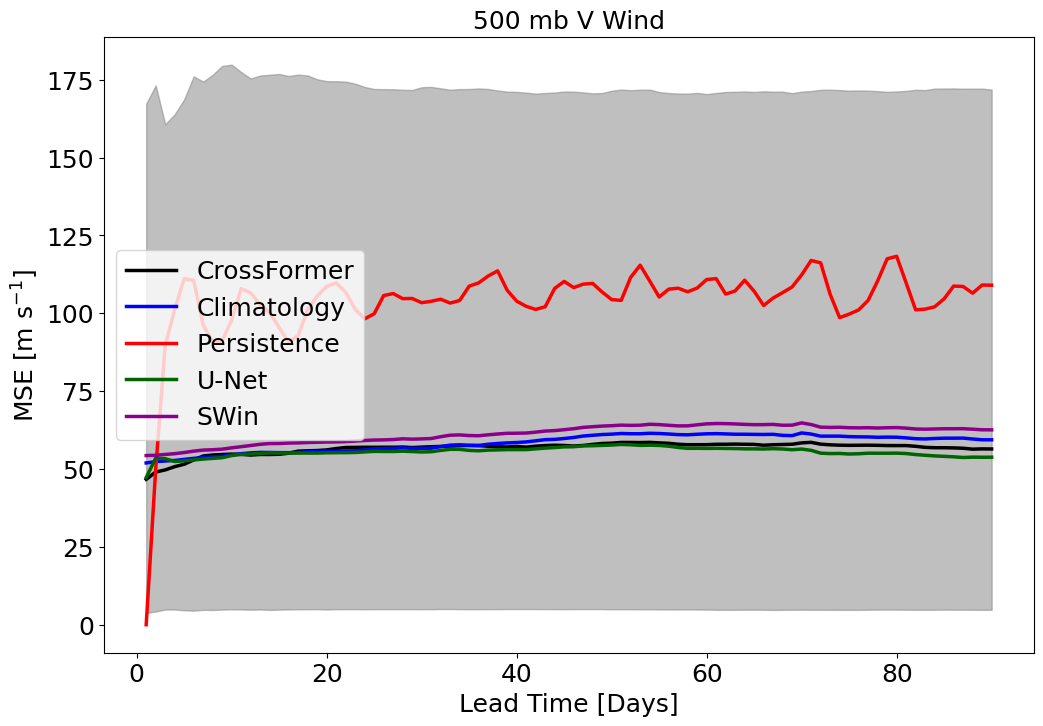 500 mb V Wind
MSE [m s⁻¹]
175
150
125
100
75
50
25
0
CrossFormer
Climatology
Persistence
U-Net
SWin
0 20 40 60 80
Lead Time [Days]